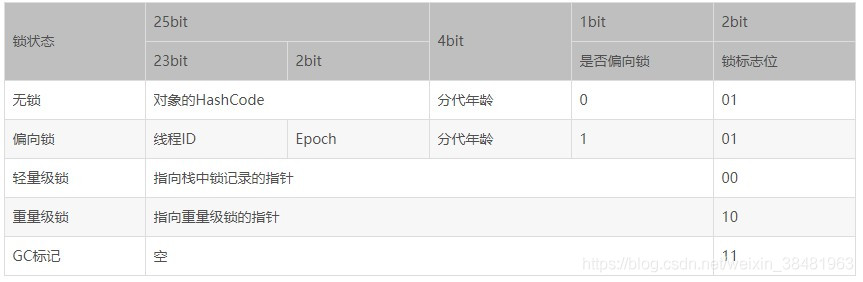 锁状态 25bit 4bit 1bit 2bit
23bit 2bit 是否偏向锁 锁标志位
无锁 对象的HashCode 分代年龄 0 01
偏向锁 线程ID Epoch 分代年龄 1 01
轻量级锁 指向栈中锁记录的指针 00
重量级锁 指向重量级锁的指针 10
GC标记 空 11
https://blog.csdn.net/weixin_38481963